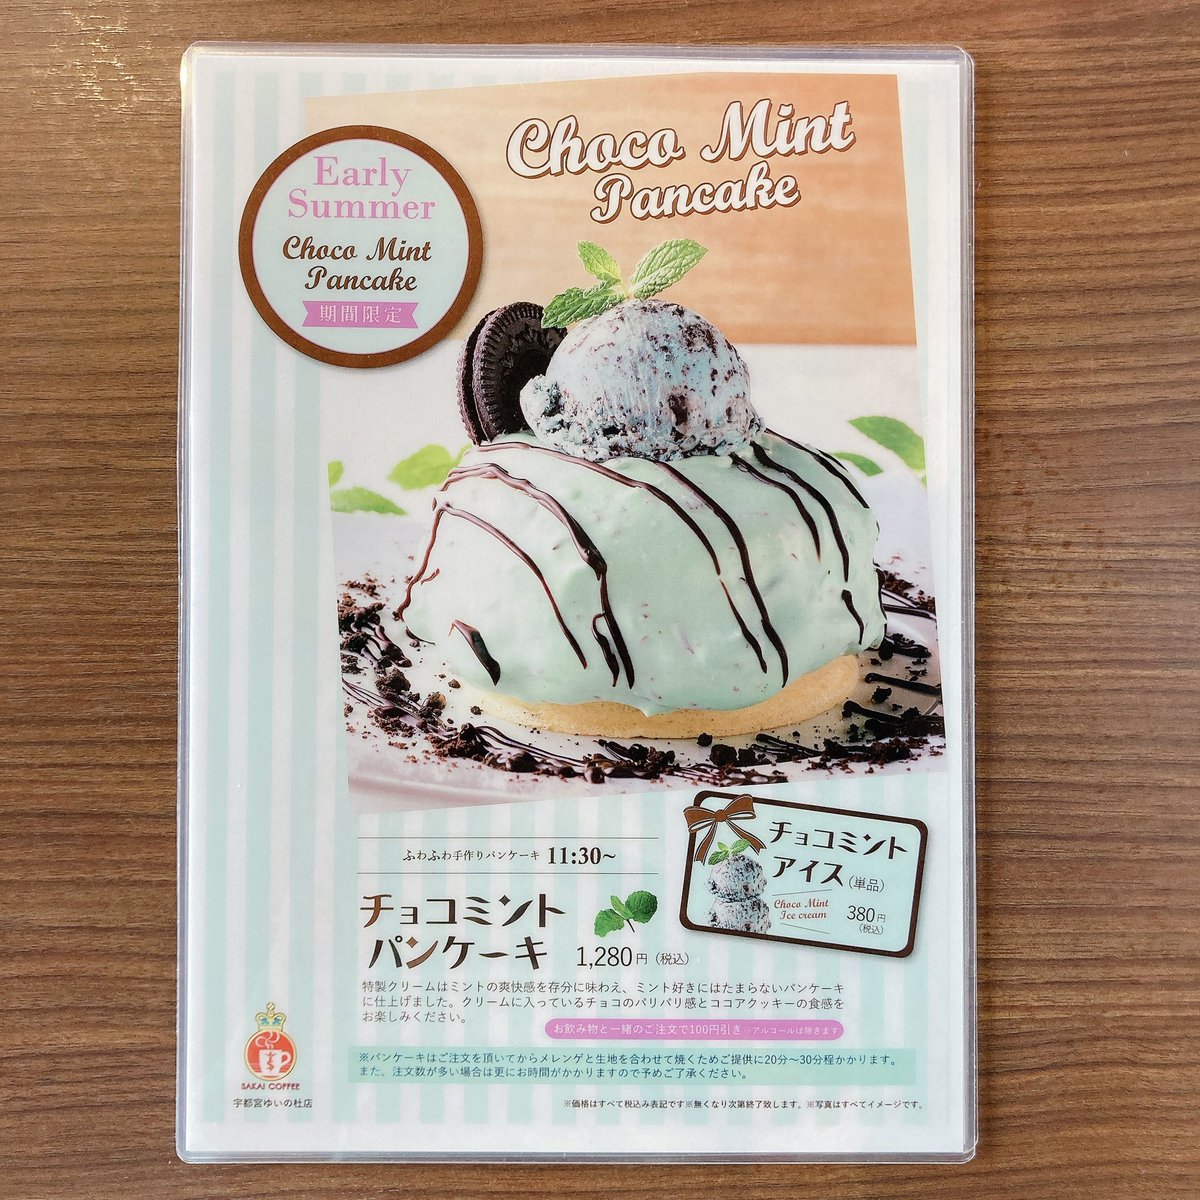 Choco Mint
Pancake
Early
Summer
Choco Mint
Pancake
期間限定
ふわふわ手作りパンケーキ 11:30~
チョコミント
パンケーキ 1,280円(税込)
チョコミント
アイス(単品)
Choco Mint
Ice cream
380円
(税込)
特製クリームはミントの爽快感を存分に味わえ、ミント好きにはたまらないパンケーキ
に仕上げました。クリームに入っているチョコのパリパリ感とココアクッキーの食感を
お楽しみください。
お飲み物と一緒のご注文で100円引き※アルコールは除きます
※パンケーキはご注文を頂いてからメレンゲと生地を合わせて焼くためご提供に20分〜30分程かかります。
また、注文数が多い場合は更にお時間がかかりますので予めご了承ください。
SAKAI COFFEE
宇都宮ゆいの杜店
※価格はすべて税込み表記です※無くなり次第終了致します。※写真はすべてイメージです。